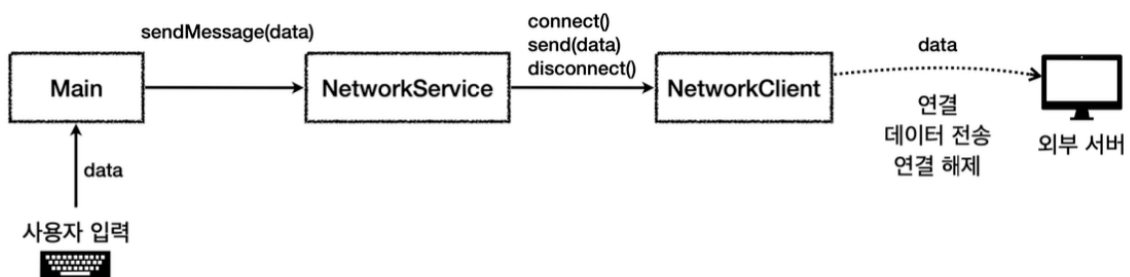 sendMessage(data)
connect()
send(data)
disconnect()
data
Main
NetworkService
NetworkClient
연결
데이터 전송
연결 해제
외부 서버
data
사용자 입력